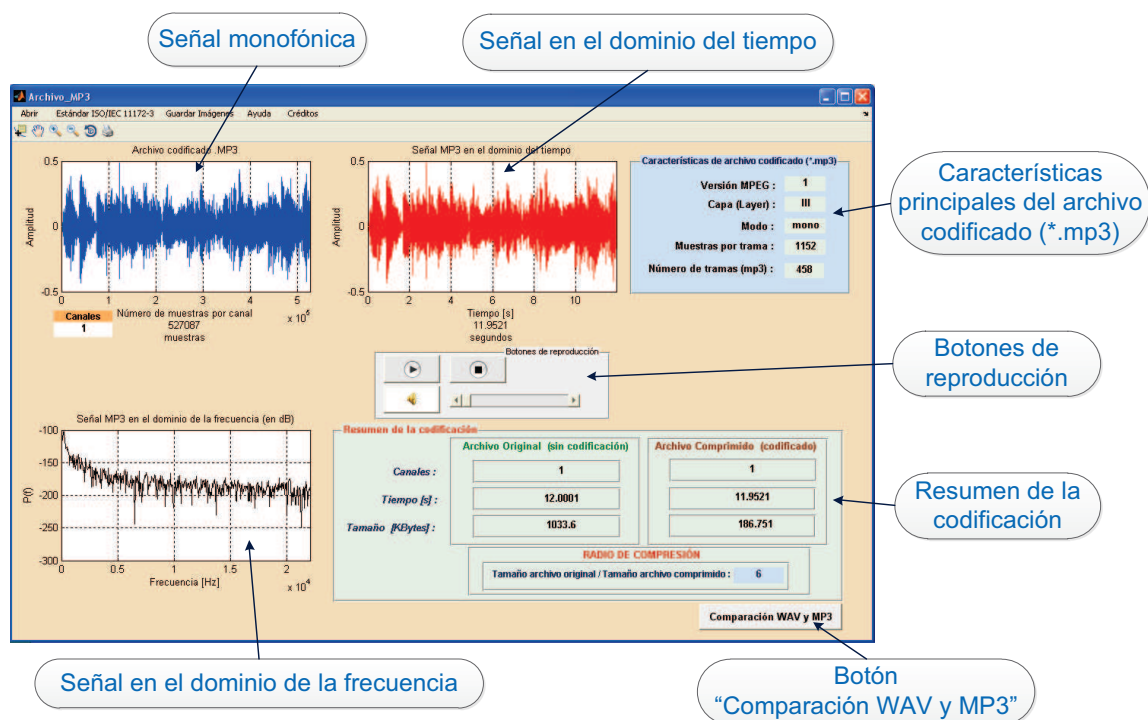 Señal monofónica
Señal en el dominio del tiempo
Archivo_MP3
Abrir Estándar ISO/IEC 11172-3 Guardar Imágenes Ayuda Créditos
Archivo codificado .MP3
0.5
0
-0.5
Amplitud
0 1 2 3 4 5
x 10^5
Número de muestras por canal
527087
muestras
Canales
1
Señal MP3 en el dominio del tiempo
0.5
0
-0.5
Amplitud
0 2 4 6 8 10
Tiempo [s]
11.9521
segundos
Características de archivo codificado (*.mp3)
Versión MPEG : 1
Capa (Layer) : III
Modo : mono
Muestras por trama : 1152
Número de tramas (mp3) : 458
Características
principales del archivo
codificado (*.mp3)
Botones de reproducción
Botones de
reproducción
Señal MP3 en el dominio de la frecuencia (en dB)
-100
-150
-200
-250
-300
P(f)
0 0.5 1 1.5 2
x 10^4
Frecuencia [Hz]
Resumen de la codificación
Archivo Original (sin codificación) Archivo Comprimido (codificado)
Canales : 1 1
Tiempo [s] : 12.0001 11.9521
Tamaño [KBytes] : 1033.6 186.751
RADIO DE COMPRESIÓN
Tamaño archivo original / Tamaño archivo comprimido : 6
Resumen de la
codificación
Comparación WAV y MP3
Señal en el dominio de la frecuencia
Botón
“Comparación WAV y MP3”